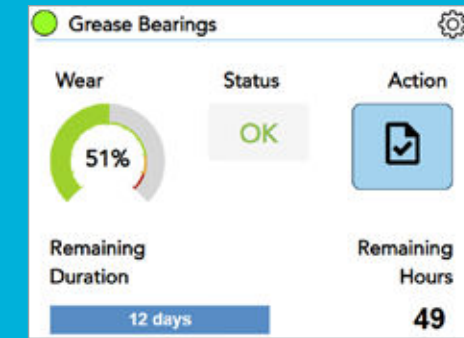 Grease Bearings
Wear Status Action
51% OK
Remaining Duration
Remaining Hours
12 days 49